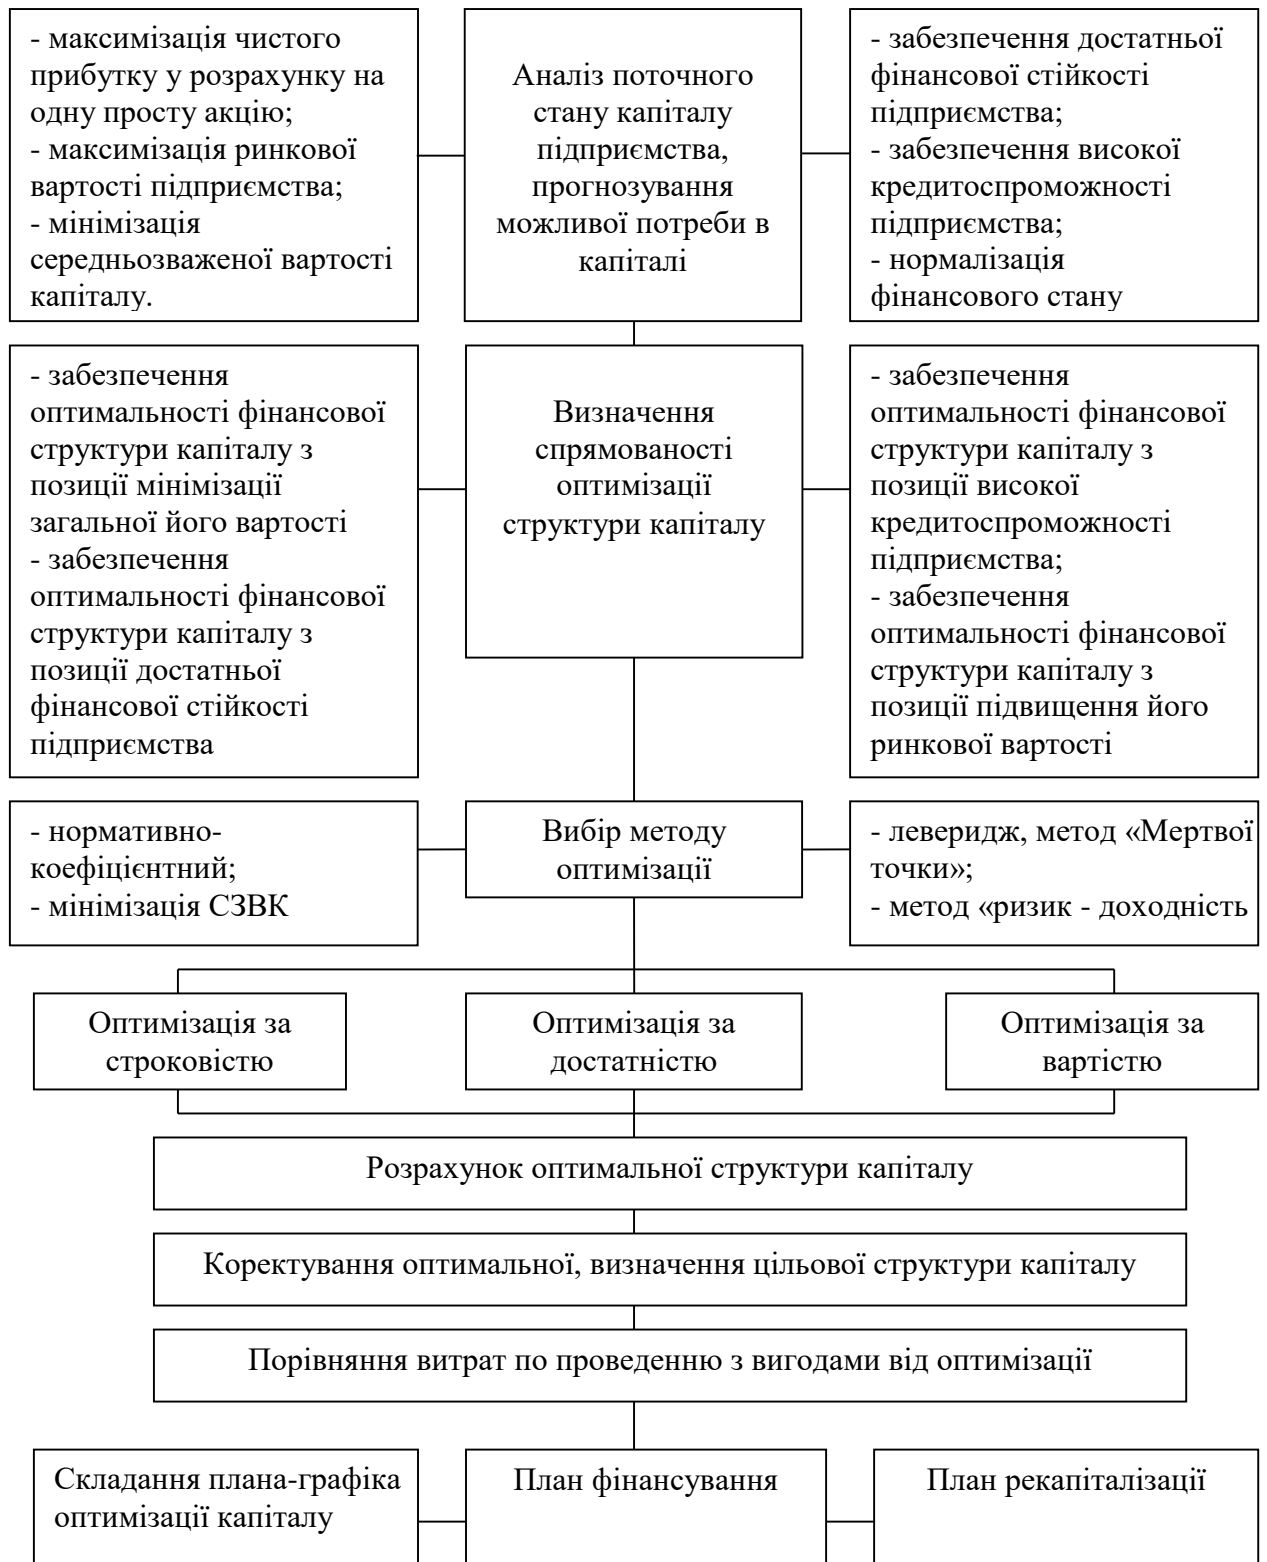 - максимізація чистого
прибутку у розрахунку на
одну просту акцію;
- максимізація ринкової
вартості підприємства;
- мінімізація
середньозваженої вартості
капіталу.
Аналіз поточного
стану капіталу
підприємства,
прогнозування
можливої потреби в
капіталі
- забезпечення достатньої
фінансової стійкості
підприємства;
- забезпечення високої
кредитоспроможності
підприємства;
- нормалізація
фінансового стану
- забезпечення
оптимальності фінансової
структури капіталу з
позиції мінімізації
загальної його вартості
- забезпечення
оптимальності фінансової
структури капіталу з
позиції достатньої
фінансової стійкості
підприємства
Визначення
спрямованості
оптимізації
структури капіталу
- забезпечення
оптимальності фінансової
структури капіталу з
позиції високої
кредитоспроможності
підприємства;
- забезпечення
оптимальності фінансової
структури капіталу з
позиції підвищення його
ринкової вартості
- нормативно-
коефіцієнтний;
- мінімізація СЗВК
Вибір методу
оптимізації
- леверидж, метод «Мертвої
точки»;
- метод «ризик - доходність
Оптимізація за
строковістю
Оптимізація за
достатністю
Оптимізація за
вартістю
Розрахунок оптимальної структури капіталу
Коректування оптимальної, визначення цільової структури капіталу
Порівняння витрат по проведенню з вигодами від оптимізації
Складання плана-графіка
оптимізації капіталу
План фінансування
План рекапіталізації